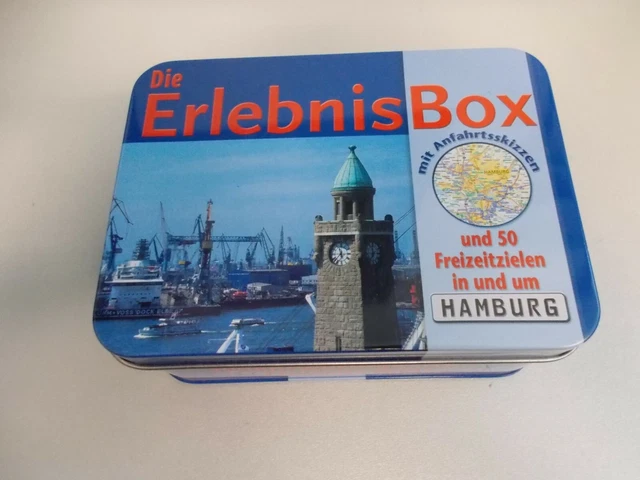 Die
ErlebnisBox
mit Anfahrtsskizzen
und 50
Freizeitzielen
in und um
HAMBURG